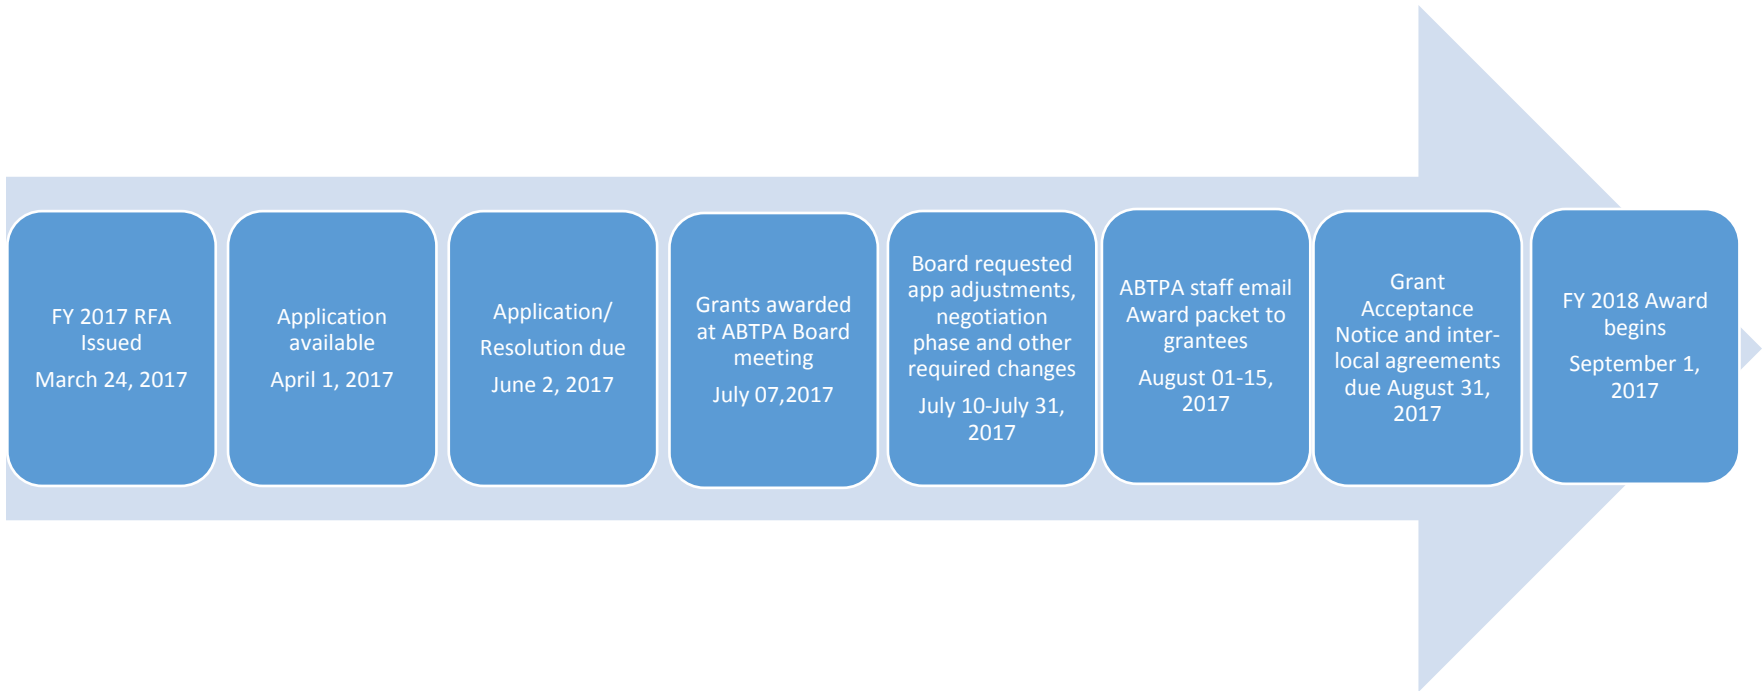 FY 2017 RFA
Issued
March 24, 2017
Application
available
April 1, 2017
Application/
Resolution due
June 2, 2017
Grants awarded
at ABTPA Board
meeting
July 07,2017
Board requested
app adjustments,
negotiation
phase and other
required changes
July 10-July 31,
2017
ABTPA staff email
Award packet to
grantees
August 01-15,
2017
Grant
Acceptance
Notice and inter-
local agreements
due August 31,
2017
FY 2018 Award
begins
September 1,
2017